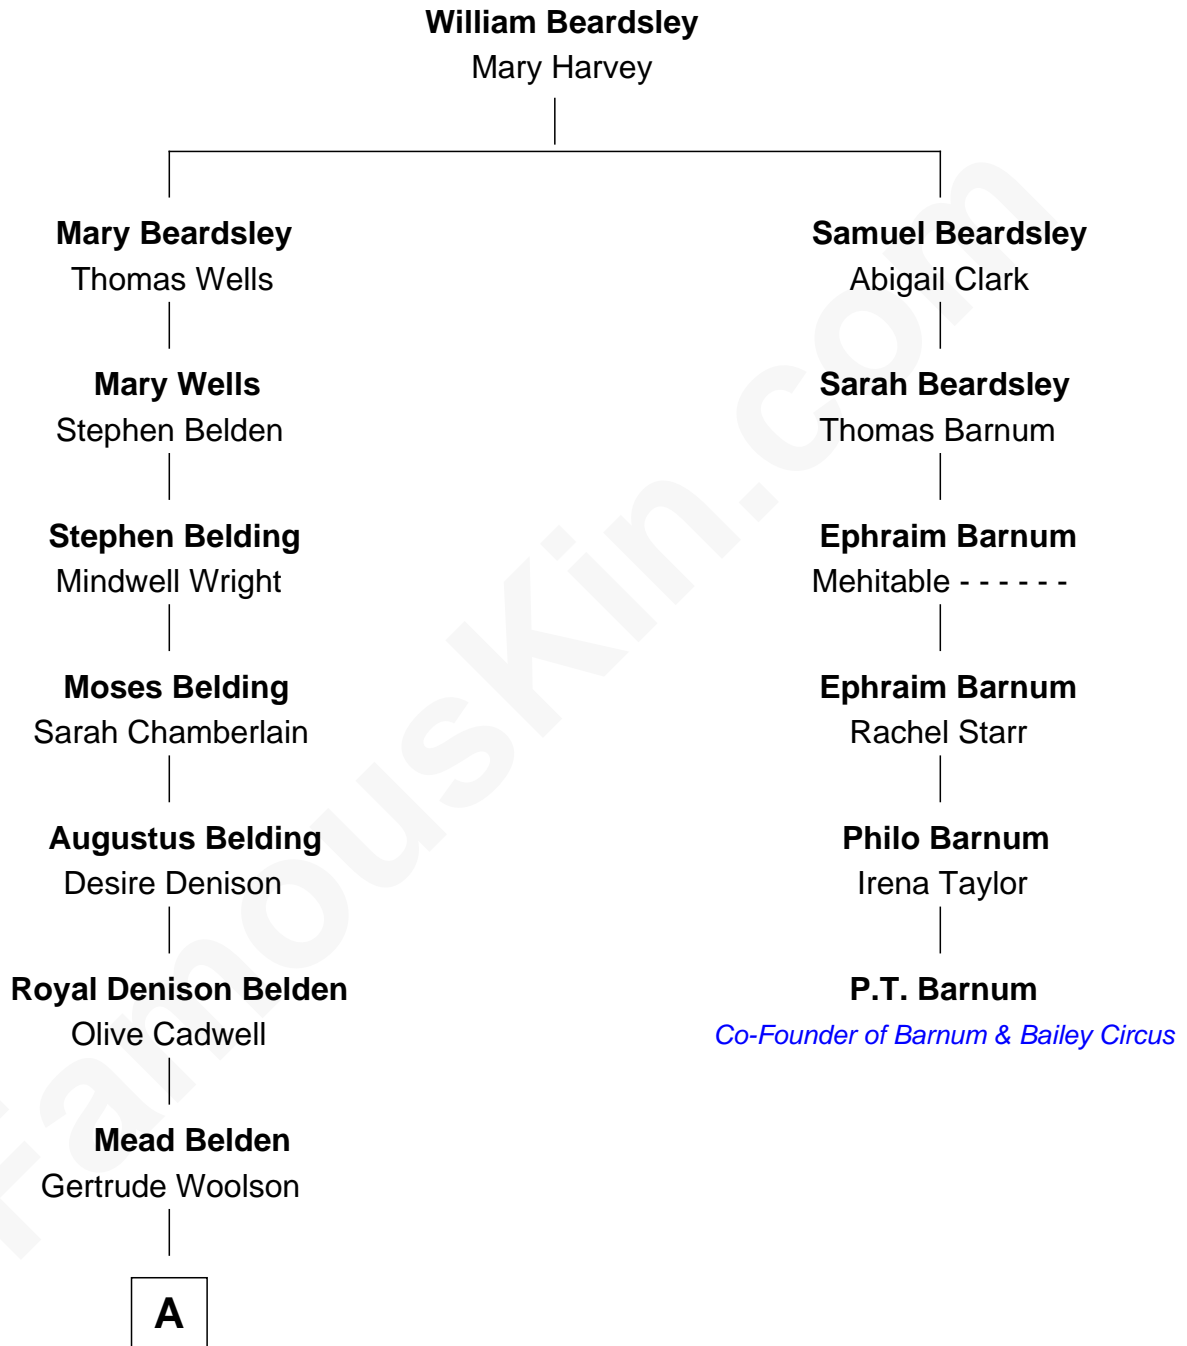 William Beardsley
Mary Harvey
Mary Beardsley
Thomas Wells
Samuel Beardsley
Abigail Clark
Mary Wells
Stephen Belden
Sarah Beardsley
Thomas Barnum
Stephen Belding
Mindwell Wright
Ephraim Barnum
Mehitable - - - - - -
Moses Belding
Sarah Chamberlain
Ephraim Barnum
Rachel Starr
Augustus Belding
Desire Denison
Philo Barnum
Irena Taylor
Royal Denison Belden
Olive Cadwell
P.T. Barnum
Co-Founder of Barnum & Bailey Circus
Mead Belden
Gertrude Woolson
A
FamousKin.com